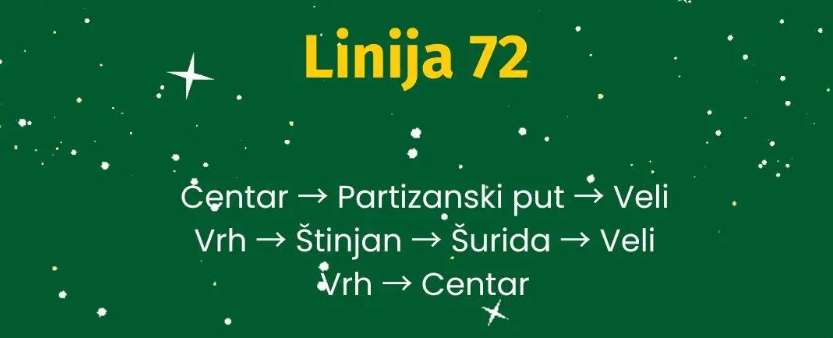 Linija 72
Centar → Partizanski put → Veli
Vrh → Štinjan → Šurida → Veli
Vrh → Centar